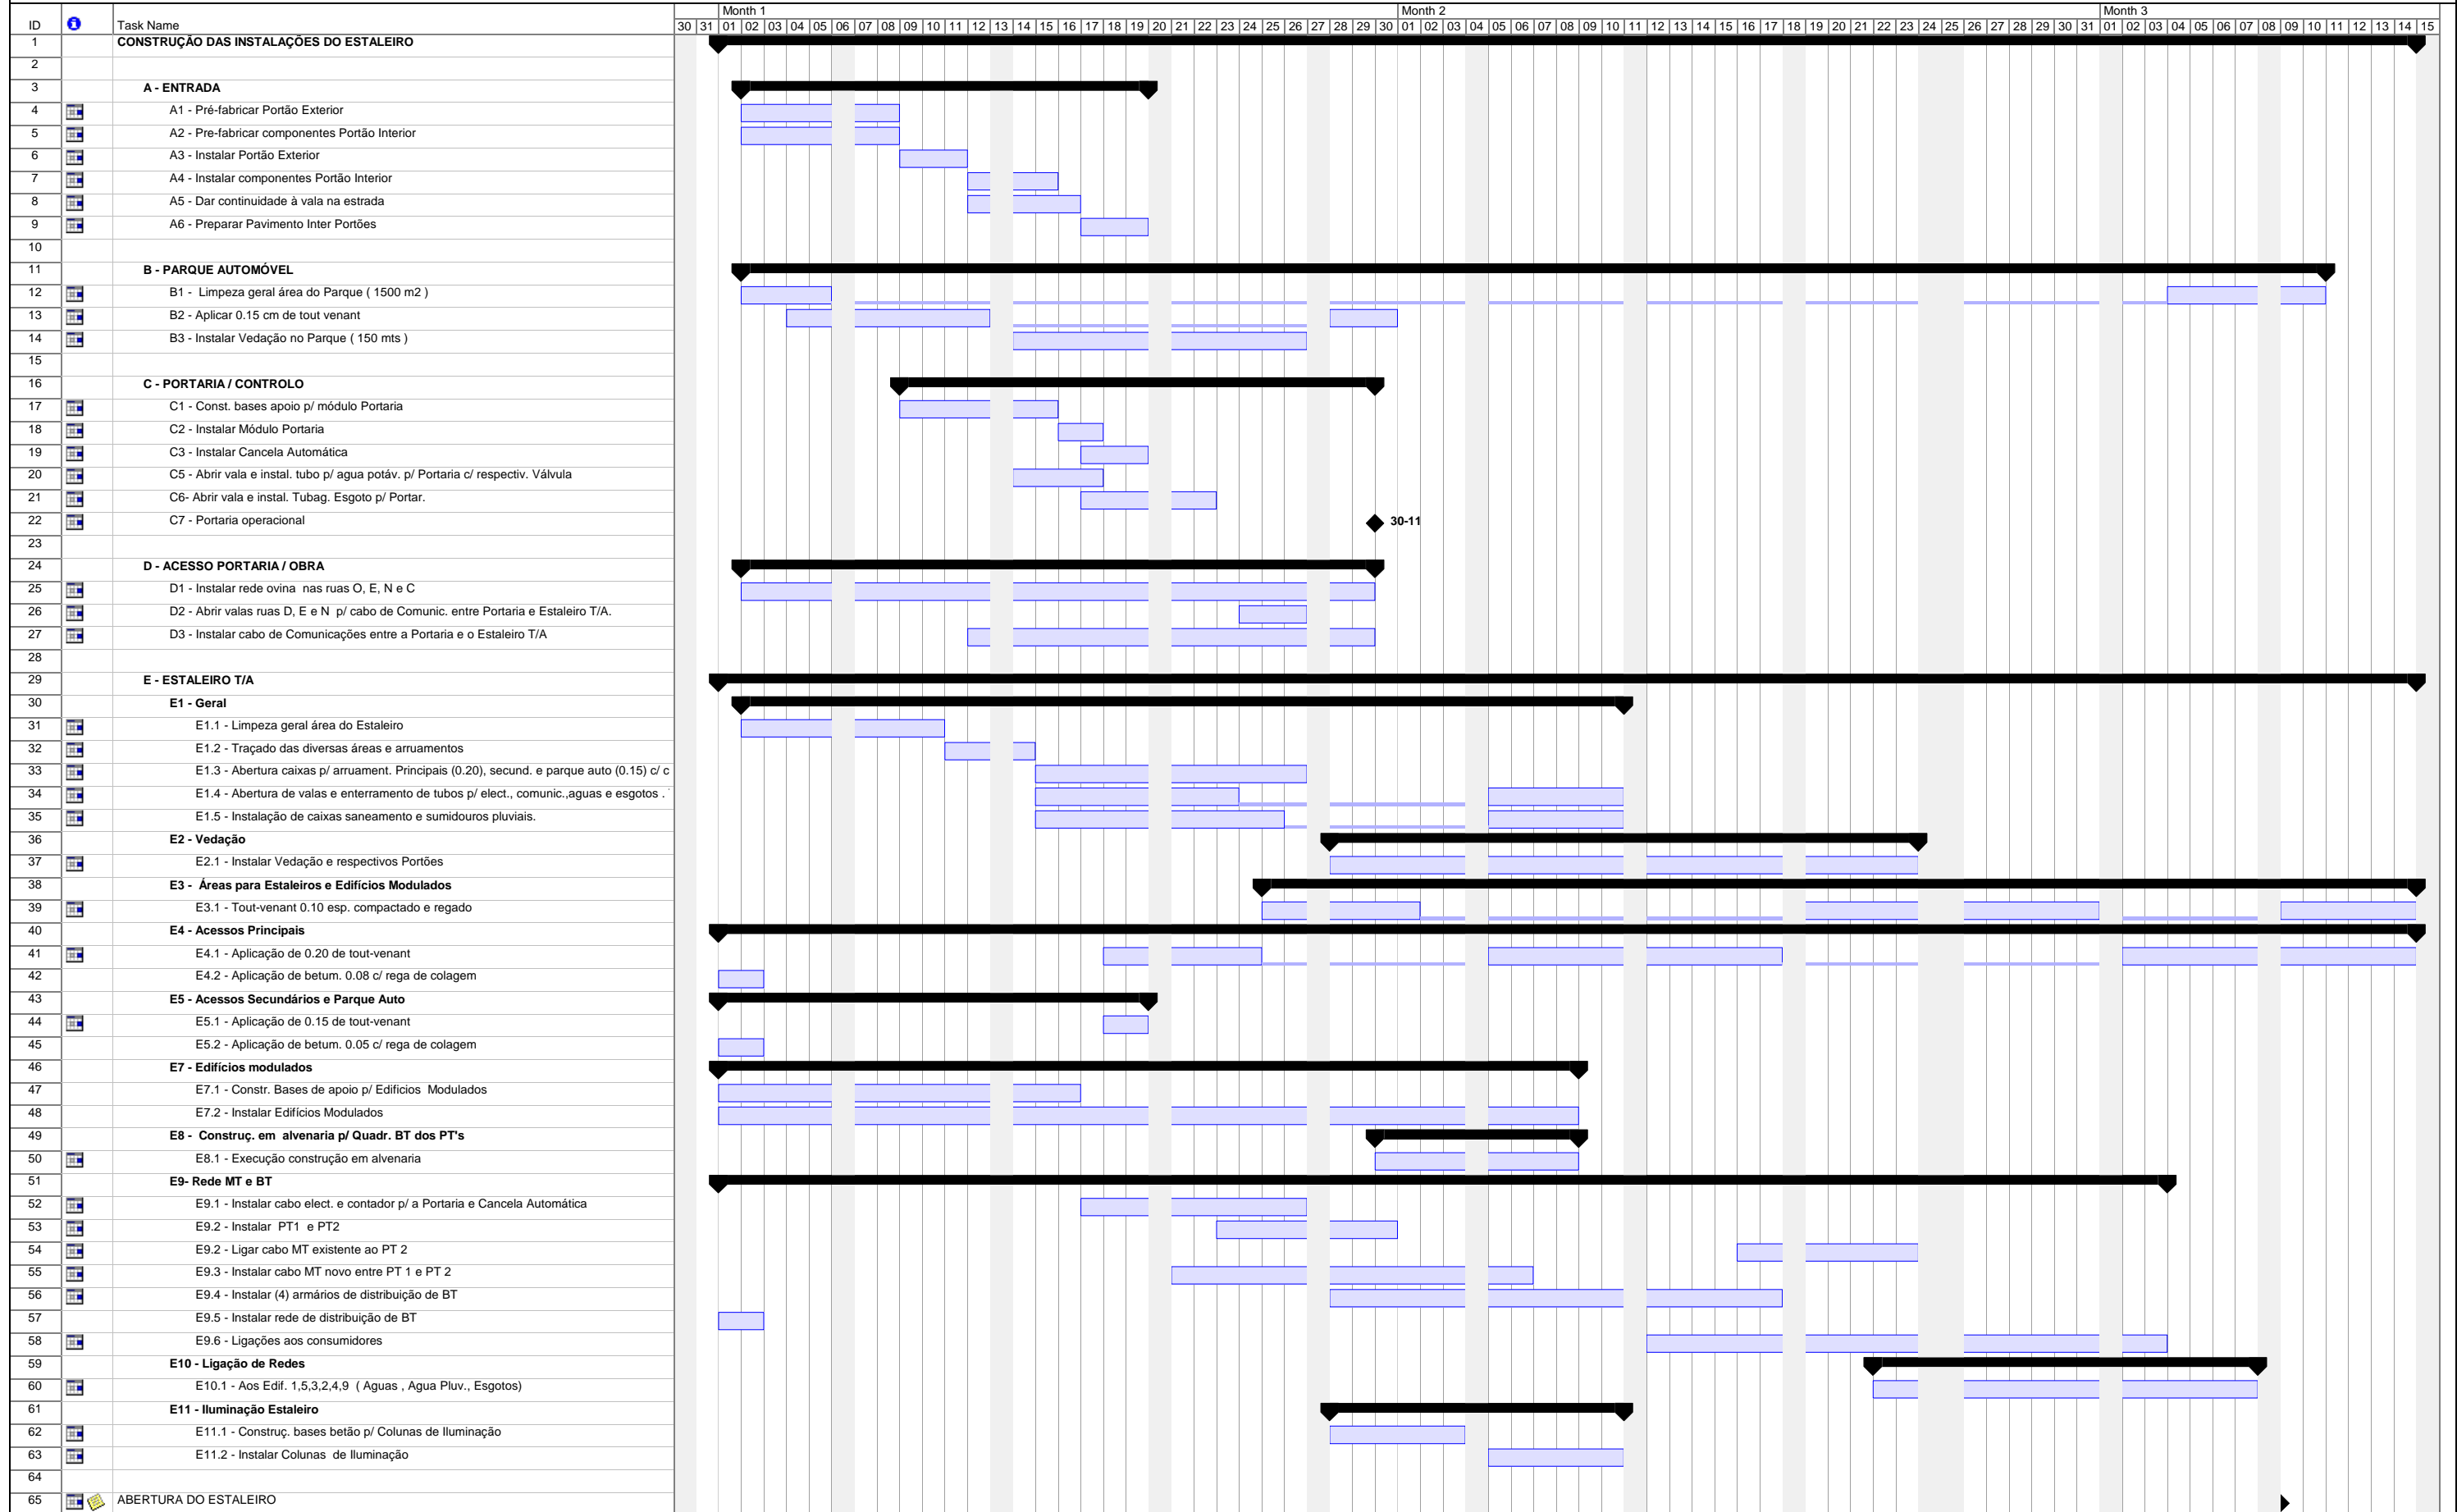 Month 1 Month 2 Month 3
ID Task Name 30 31 01 02 03 04 05 06 07 08 09 10 11 12 13 14 15 16 17 18 19 20 21 22 23 24 25 26 27 28 29 30 01 02 03 04 05 06 07 08 09 10 11 12 13 14 15 16 17 18 19 20 21 22 23 24 25 26 27 28 29 30 31 01 02 03 04 05 06 07 08 09 10 11 12 13 14 15
1 CONSTRUÇÃO DAS INSTALAÇÕES DO ESTALEIRO
2
3 A - ENTRADA
4 A1 - Pré-fabricar Portão Exterior
5 A2 - Pre-fabricar componentes Portão Interior
6 A3 - Instalar Portão Exterior
7 A4 - Instalar componentes Portão Interior
8 A5 - Dar continuidade à vala na estrada
9 A6 - Preparar Pavimento Inter Portões
10
11 B - PARQUE AUTOMÓVEL
12 B1 - Limpeza geral área do Parque ( 1500 m2 )
13 B2 - Aplicar 0.15 cm de tout venant
14 B3 - Instalar Vedação no Parque ( 150 mts )
15
16 C - PORTARIA / CONTROLO
17 C1 - Const. bases apoio p/ módulo Portaria
18 C2 - Instalar Módulo Portaria
19 C3 - Instalar Cancela Automática
20 C5 - Abrir vala e instal. tubo p/ agua potáv. p/ Portaria c/ respectiv. Válvula
21 C6- Abrir vala e instal. Tubag. Esgoto p/ Portar.
22 C7 - Portaria operacional 30-11
23
24 D - ACESSO PORTARIA / OBRA
25 D1 - Instalar rede ovina nas ruas O, E, N e C
26 D2 - Abrir valas ruas D, E e N p/ cabo de Comunic. entre Portaria e Estaleiro T/A.
27 D3 - Instalar cabo de Comunicações entre a Portaria e o Estaleiro T/A
28
29 E - ESTALEIRO T/A
30 E1 - Geral
31 E1.1 - Limpeza geral área do Estaleiro
32 E1.2 - Traçado das diversas áreas e arruamentos
33 E1.3 - Abertura caixas p/ arruament. Principais (0.20), secund. e parque auto (0.15) c/ c
34 E1.4 - Abertura de valas e enterramento de tubos p/ elect., comunic.,aguas e esgotos .
35 E1.5 - Instalação de caixas saneamento e sumidouros pluviais.
36 E2 - Vedação
37 E2.1 - Instalar Vedação e respectivos Portões
38 E3 - Áreas para Estaleiros e Edifícios Modulados
39 E3.1 - Tout-venant 0.10 esp. compactado e regado
40 E4 - Acessos Principais
41 E4.1 - Aplicação de 0.20 de tout-venant
42 E4.2 - Aplicação de betum. 0.08 c/ rega de colagem
43 E5 - Acessos Secundários e Parque Auto
44 E5.1 - Aplicação de 0.15 de tout-venant
45 E5.2 - Aplicação de betum. 0.05 c/ rega de colagem
46 E7 - Edifícios modulados
47 E7.1 - Constr. Bases de apoio p/ Edificios Modulados
48 E7.2 - Instalar Edifícios Modulados
49 E8 - Construç. em alvenaria p/ Quadr. BT dos PT's
50 E8.1 - Execução construção em alvenaria
51 E9- Rede MT e BT
52 E9.1 - Instalar cabo elect. e contador p/ a Portaria e Cancela Automática
53 E9.2 - Instalar PT1 e PT2
54 E9.2 - Ligar cabo MT existente ao PT 2
55 E9.3 - Instalar cabo MT novo entre PT 1 e PT 2
56 E9.4 - Instalar (4) armários de distribuição de BT
57 E9.5 - Instalar rede de distribuição de BT
58 E9.6 - Ligações aos consumidores
59 E10 - Ligação de Redes
60 E10.1 - Aos Edif. 1,5,3,2,4,9 ( Aguas , Agua Pluv., Esgotos)
61 E11 - Iluminação Estaleiro
62 E11.1 - Construç. bases betão p/ Colunas de Iluminação
63 E11.2 - Instalar Colunas de Iluminação
64
65 ABERTURA DO ESTALEIRO